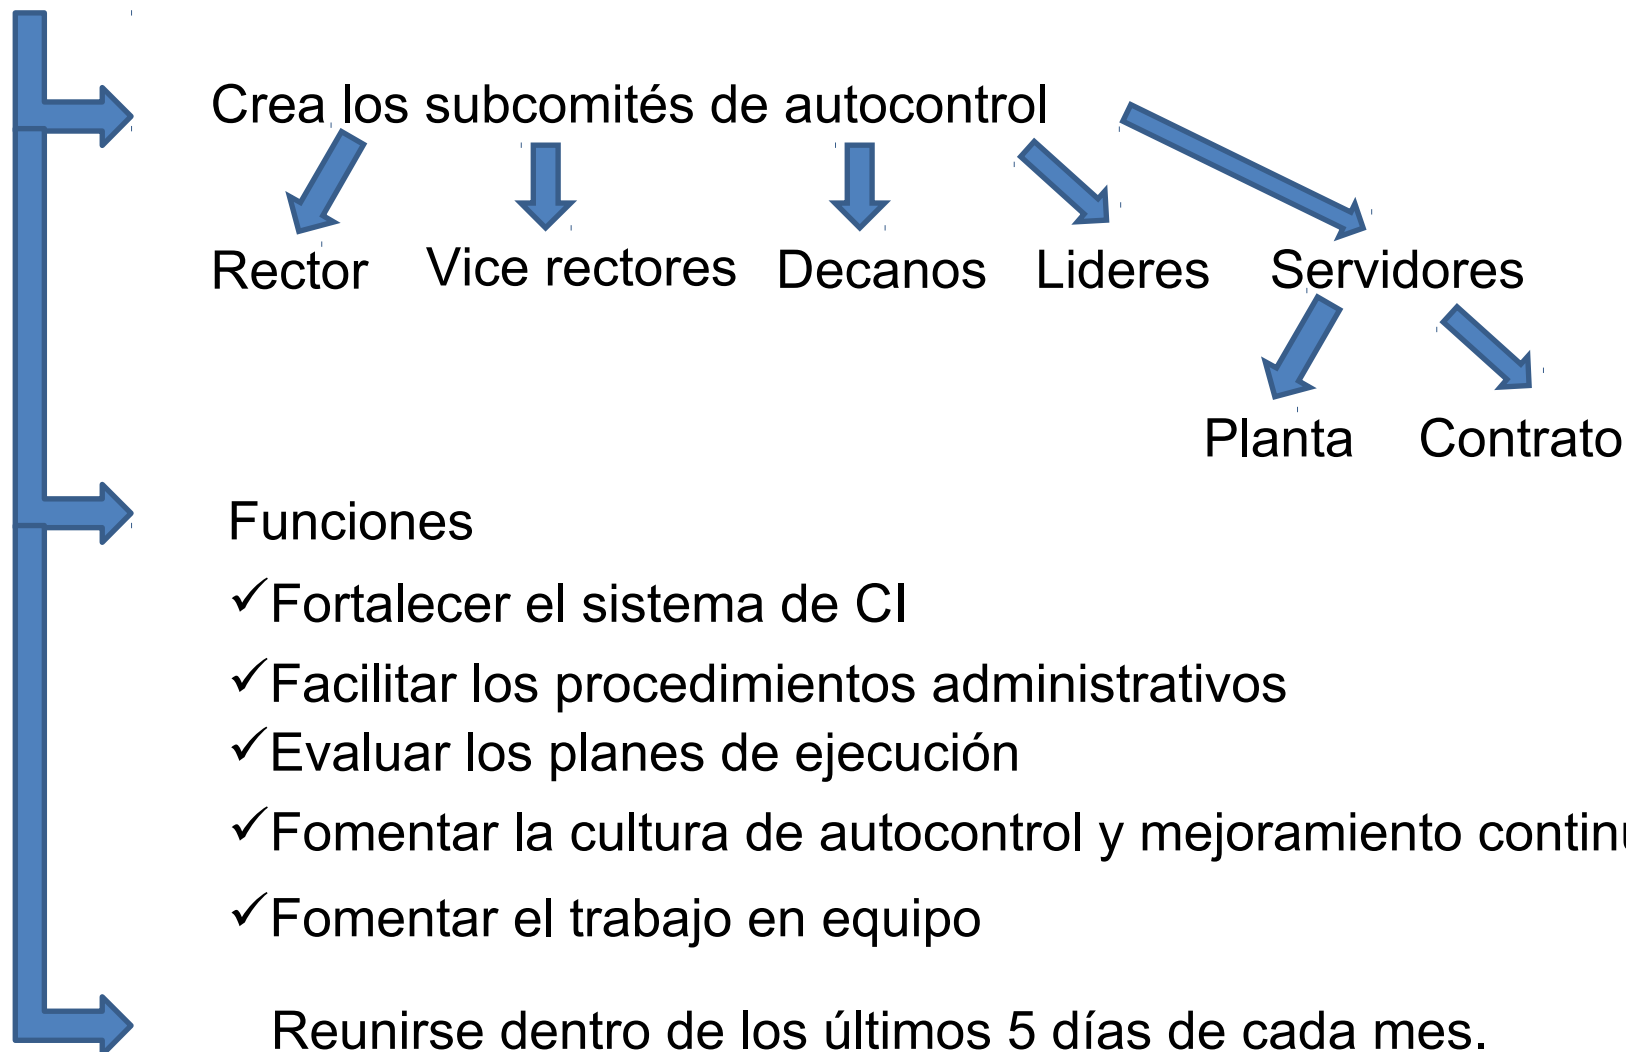 Crea los subcomités de autocontrol
Rector Vice rectores Decanos Lideres Servidores
Planta Contrato
Funciones
✓Fortalecer el sistema de CI
✓Facilitar los procedimientos administrativos
✓Evaluar los planes de ejecución
✓Fomentar la cultura de autocontrol y mejoramiento
✓Fomentar el trabajo en equipo
Reunirse dentro de los últimos 5 días de cada mes.